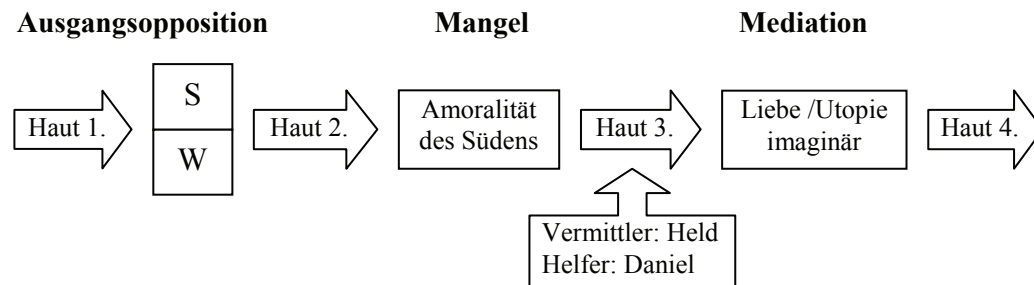 Ausgangsopposition
Mangel
Mediation
Haut 1.
S
W
Haut 2.
Amoralität
des Südens
Haut 3.
Liebe /Utopie
imaginär
Haut 4.
Vermittler: Held
Helfer: Daniel